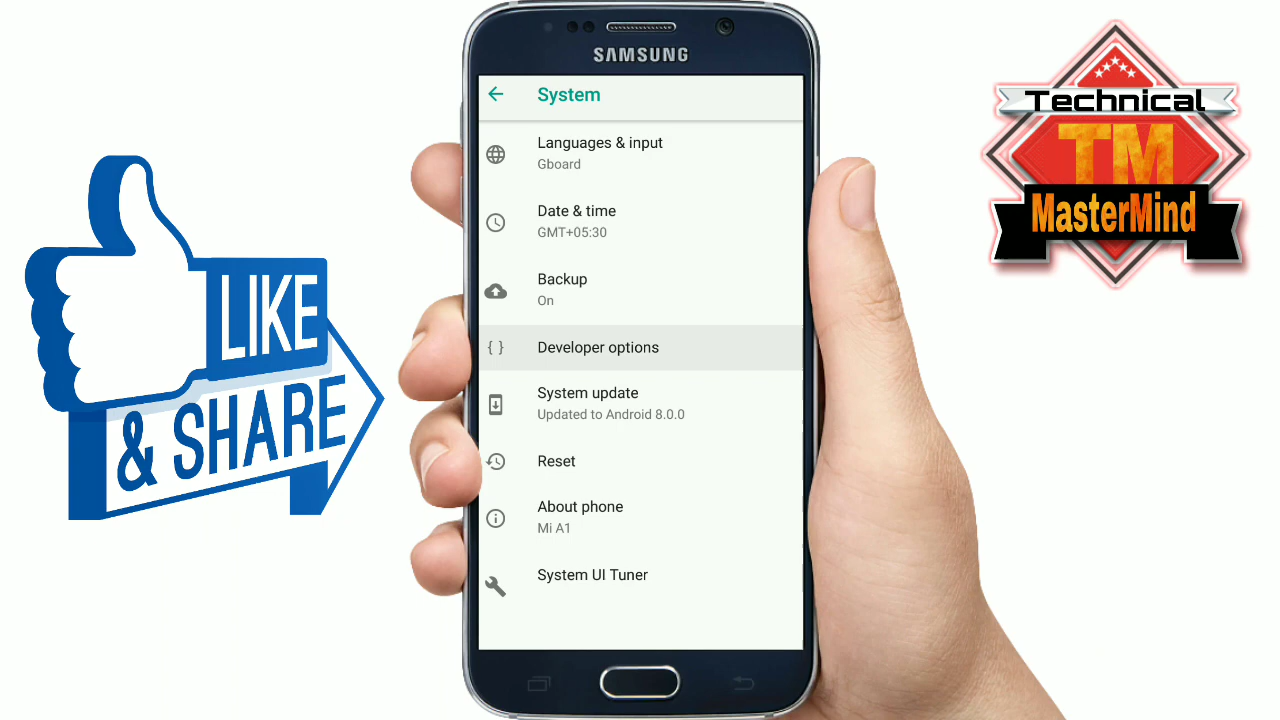 SAMSUNG
System
Languages & input
Gboard
Date & time
GMT+05:30
Backup
On
{ } Developer options
System update
Updated to Android 8.0.0
Reset
About phone
Mi A1
System UI Tuner
LIKE
& SHARE
Technical
TM
MasterMind